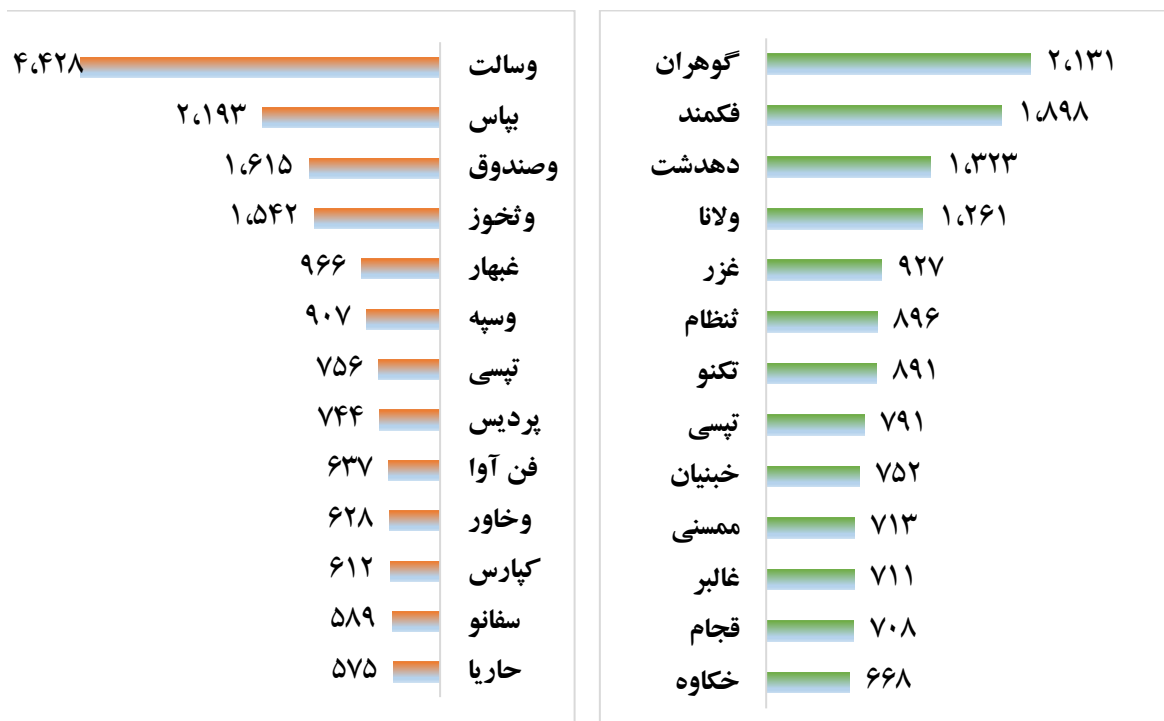 گوهران ۲،۱۳۱
فکمند ۱،۸۹۸
دهدشت ۱،۳۲۳
ولانا ۱،۲۶۱
غزر ۹۲۷
ثنظام ۸۹۶
تکنو ۸۹۱
تپسی ۷۹۱
خبنیان ۷۵۲
ممسنی ۷۱۳
غالبر ۷۱۱
قجام ۷۰۸
خکاوه ۶۶۸
وسالت ۴،۴۲۸
بپاس ۲،۱۹۳
وصندوق ۱،۶۱۵
وثخوز ۱،۵۴۲
غبهار ۹۶۶
وسپه ۹۰۷
تپسی ۷۵۶
پردیس ۷۴۴
فن آوا ۶۳۷
وخاور ۶۲۸
کپارس ۶۱۲
سفانو ۵۸۹
حاریا ۵۷۵